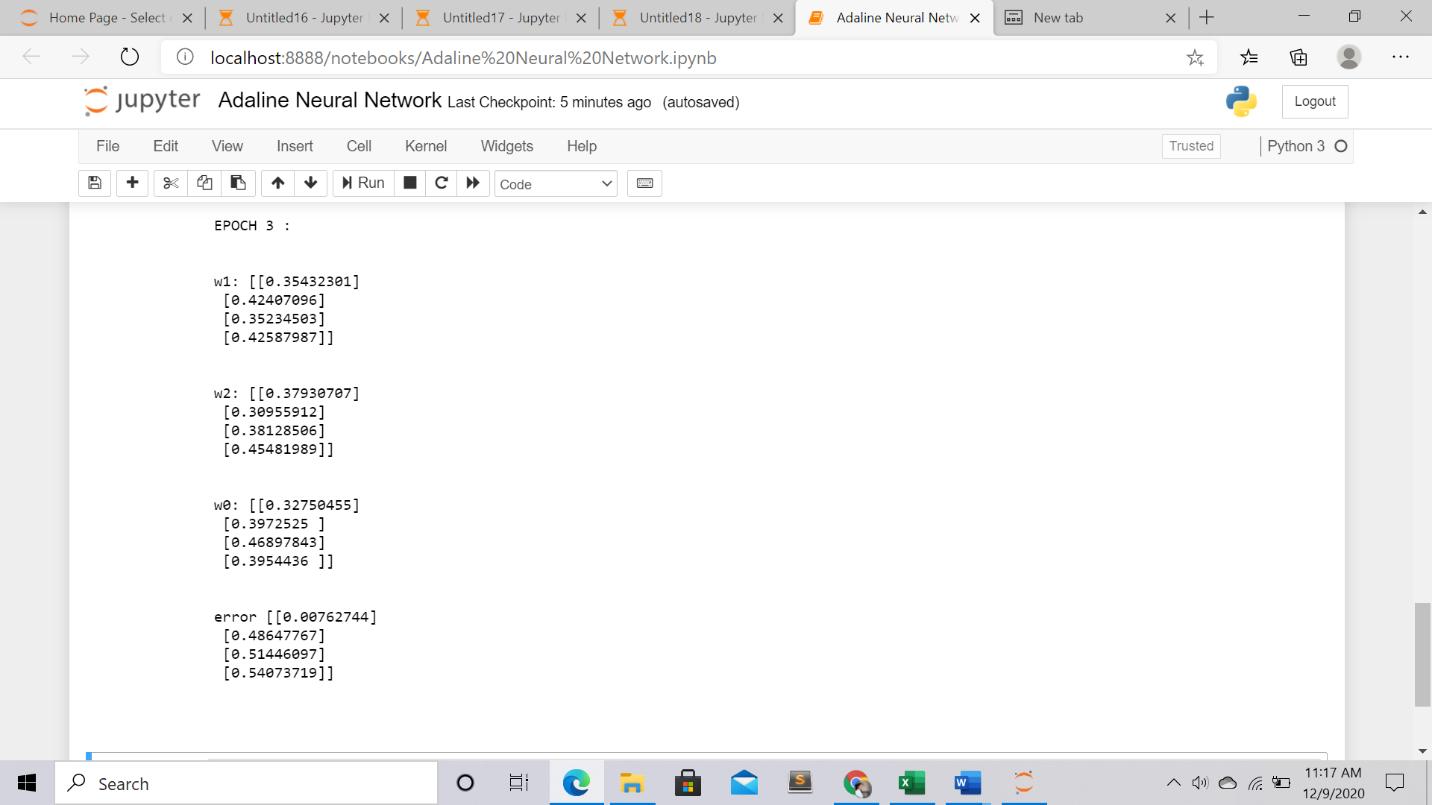 Home Page - Select
Untitled16 - Jupyter
Untitled17 - Jupyter
Untitled18 - Jupyter
Adaline Neural Netw
New tab
localhost:8888/notebooks/Adaline%20Neural%20Network.ipynb
jupyter Adaline Neural Network Last Checkpoint: 5 minutes ago (autosaved)
Logout
File Edit View Insert Cell Kernel Widgets Help
Trusted
Python 3
Run
Code
EPOCH 3 :
w1: [[0.35432301]
[0.42407096]
[0.35234503]
[0.42587987]]
w2: [[0.37930707]
[0.30955912]
[0.38128506]
[0.45481989]]
w0: [[0.32750455]
[0.3972525 ]
[0.46897843]
[0.3954436 ]]
error [[0.00762744]
[0.48647767]
[0.51446097]
[0.54073719]]
Search
11:17 AM
12/9/2020